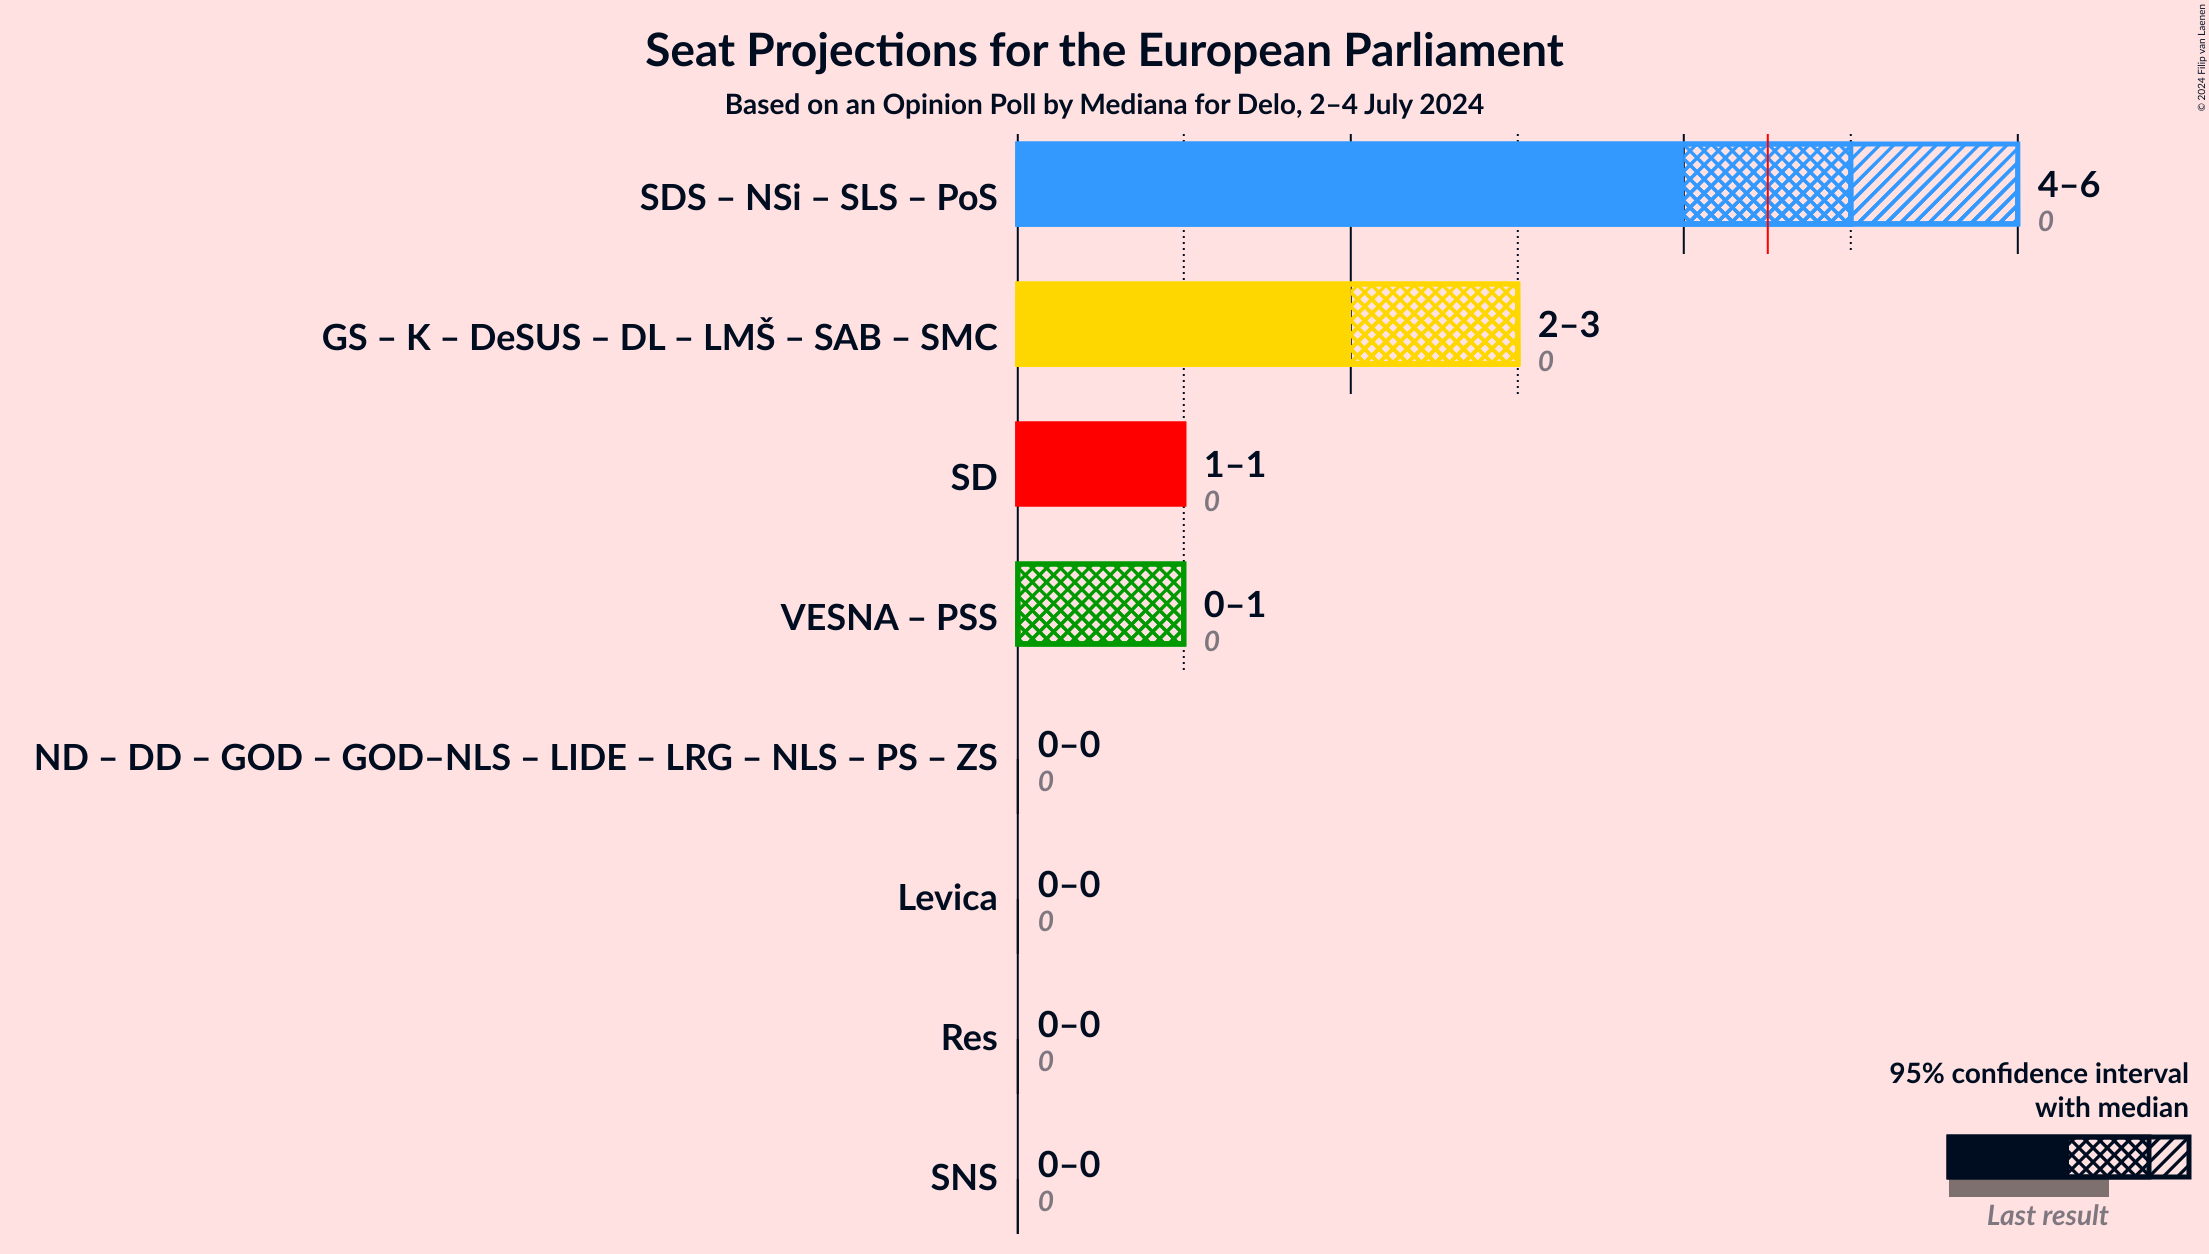 Seat Projections for the European Parliament
Based on an Opinion Poll by Mediana for Delo, 2–4 July 2024
© 2024 Filip van Laenen
SDS – NSi – SLS – PoS
4–6
0
GS – K – DeSUS – DL – LMŠ – SAB – SMC
2–3
0
SD
1–1
0
VESNA – PSS
0–1
0
ND – DD – GOD – GOD–NLS – LIDE – LRG – NLS – PS – ZS
0–0
0
Levica
0–0
0
Res
0–0
0
SNS
0–0
0
95% confidence interval
with median
Last result